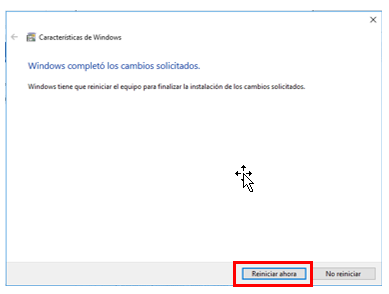 Características de Windows
Windows completó los cambios solicitados.
Windows tiene que reiniciar el equipo para finalizar la instalación de los cambios solicitados.
Reiniciar ahora
No reiniciar